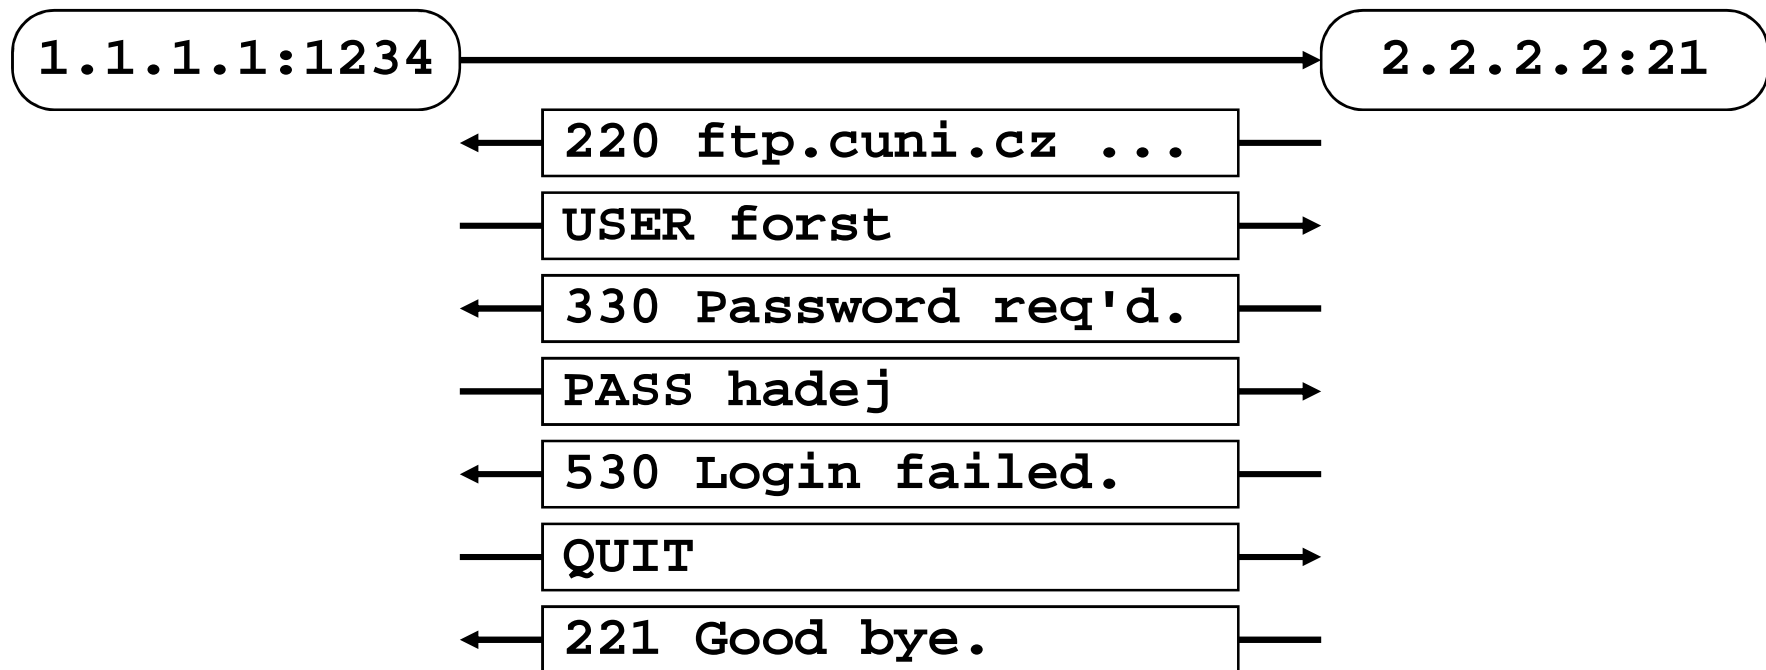 1.1.1.1:1234
2.2.2.2:21
220 ftp.cuni.cz ...
USER forst
330 Password req'd.
PASS hadej
530 Login failed.
QUIT
221 Good bye.